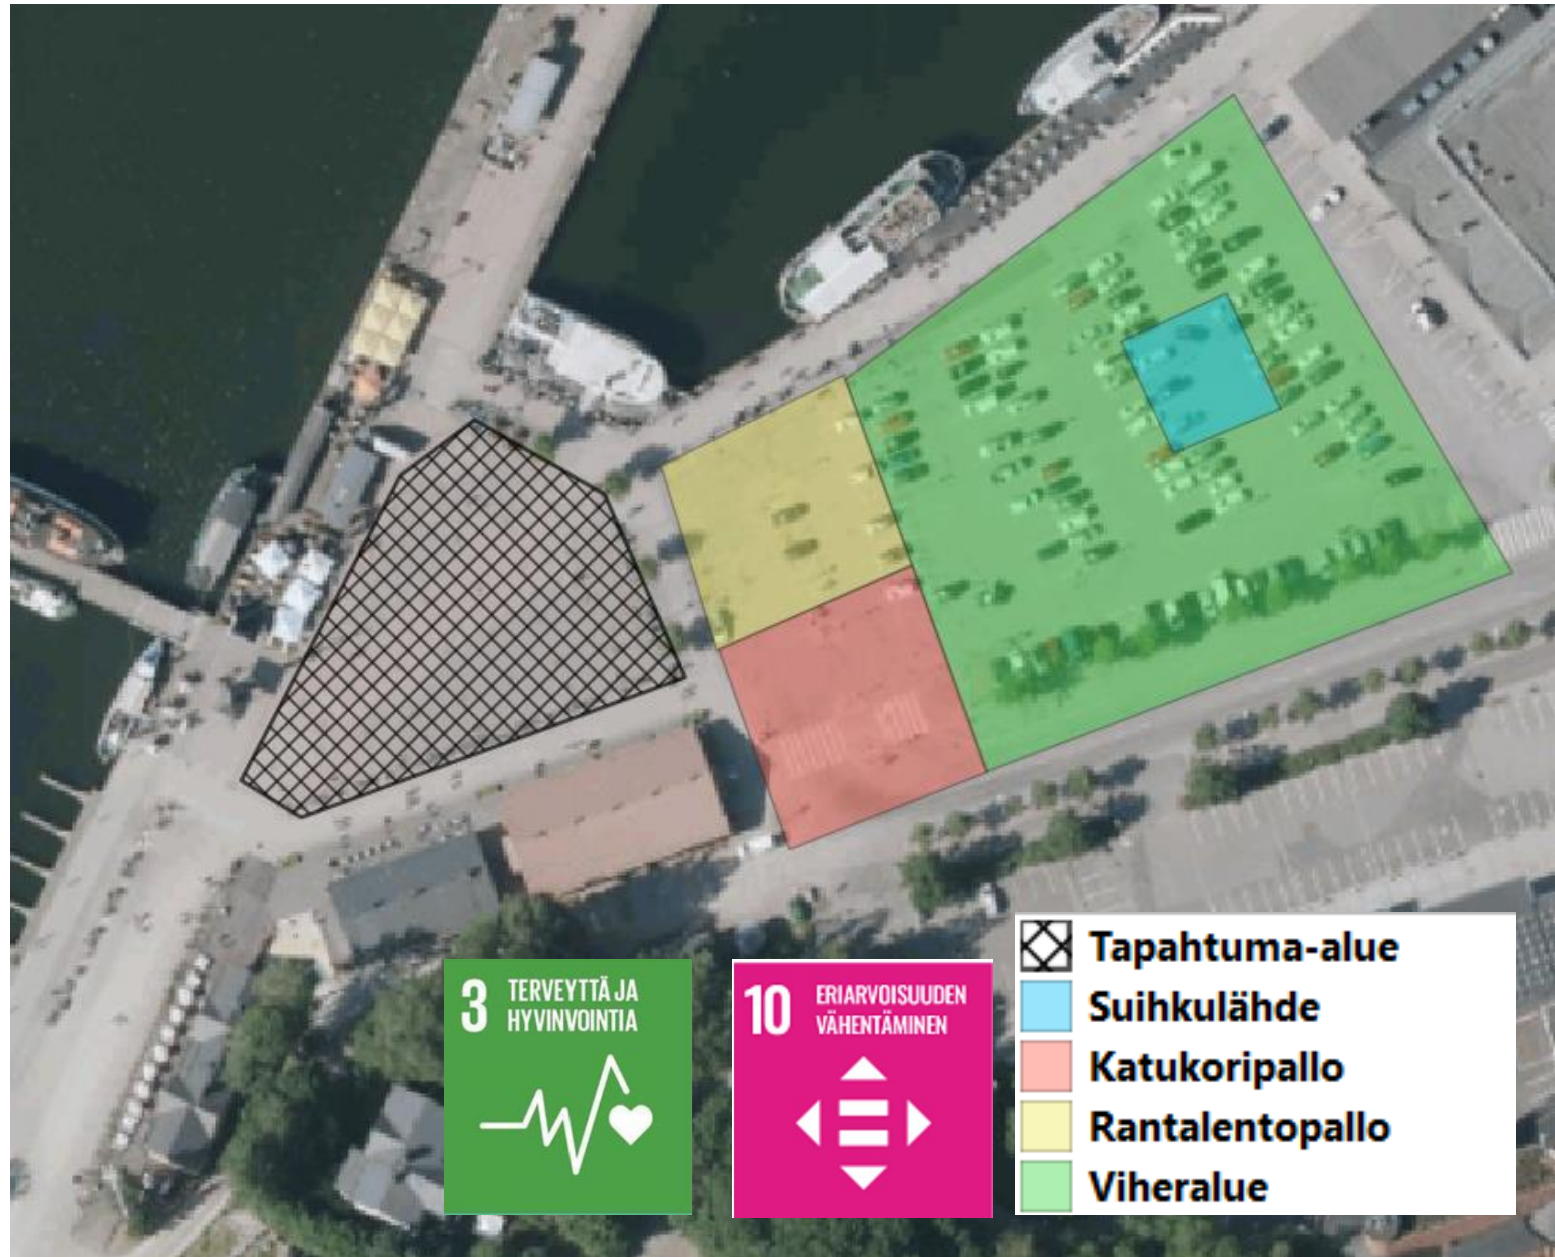 3 TERVEYTTÄ JA
HYVINVOINTIA
10 ERIARVOISUUDEN
VÄHENTÄMINEN
Tapahtuma-alue
Suihkulähde
Katukoripallo
Rantalentopallo
Viheralue